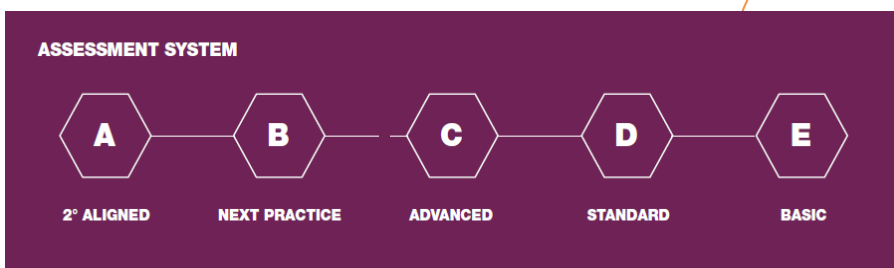 ASSESSMENT SYSTEM
A B C D E
2° ALIGNED NEXT PRACTICE ADVANCED STANDARD BASIC